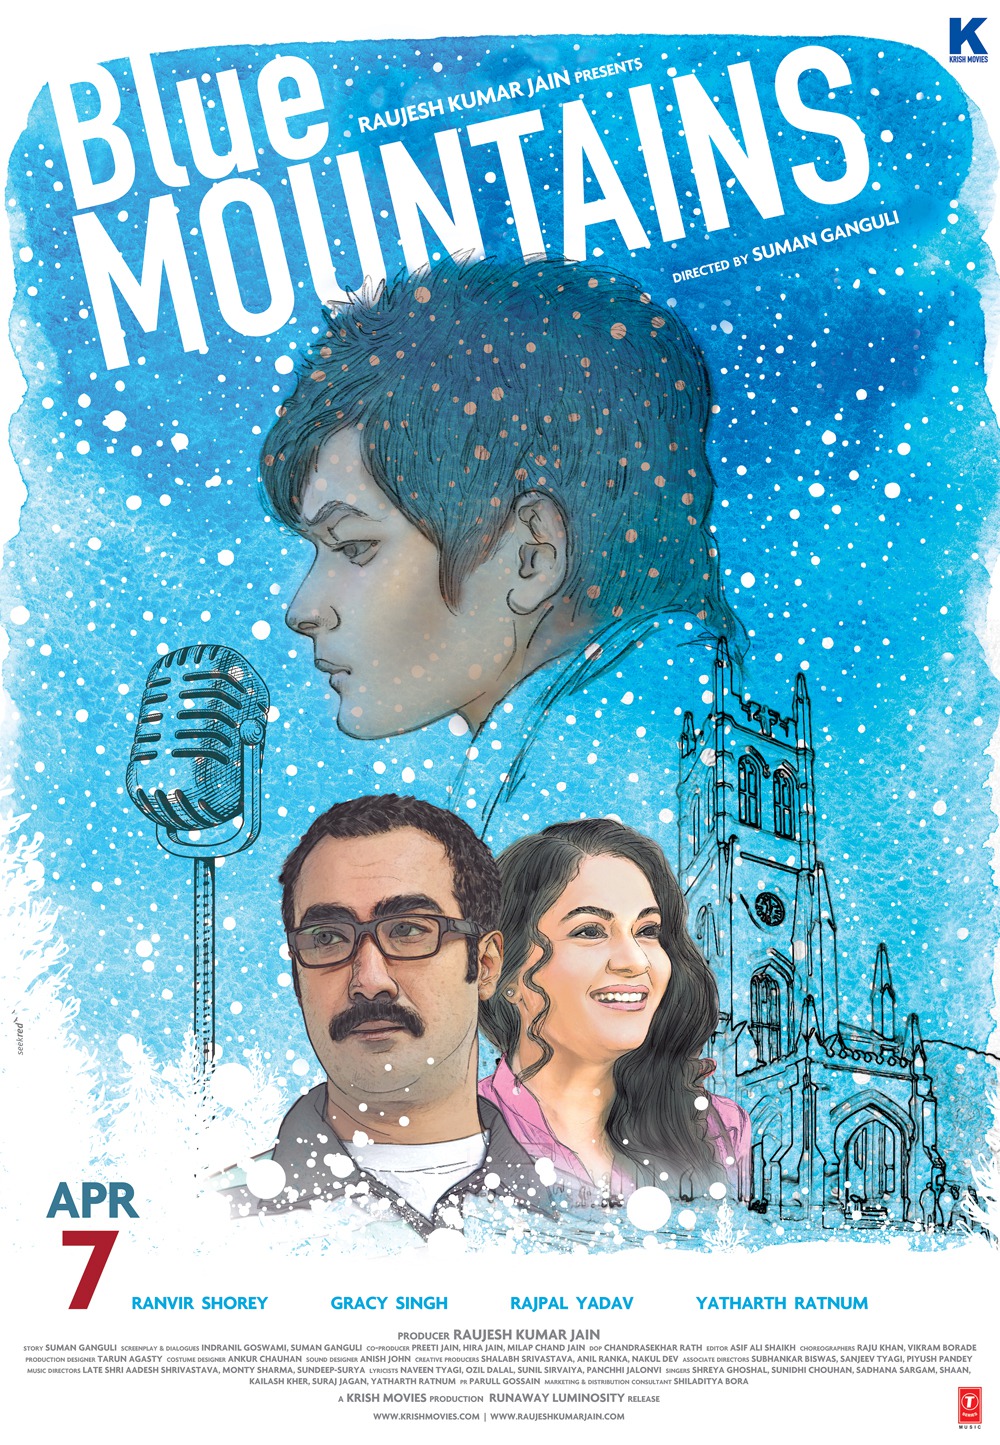 K
KRISH MOVIES
Blue
RAUJESH KUMAR JAIN PRESENTS
MOUNTAINS
DIRECTED BY SUMAN GANGULI
seekred
APR
7
RANVIR SHOREY GRACY SINGH RAJPAL YADAV YATHARTH RATNUM
PRODUCER RAUJESH KUMAR JAIN
STORY SUMAN GANGULI SCREENPLAY & DIALOGUES INDRANIL GOSWAMI, SUMAN GANGULI CO-PRODUCER PREETI JAIN, HIRA JAIN, MILAP CHAND JAIN DOP CHANDRASEKHAR RATH EDITOR ASIF ALI SHAIKH CHOREOGRAPHERS RAJU KHAN, VIKRAM BORADE
PRODUCTION DESIGNER TARUN AGASTY COSTUME DESIGNER ANKUR CHAUHAN SOUND DESIGNER ANISH JOHN CREATIVE PRODUCERS SHALABH SRIVASTAVA, ANIL RANKA, NAKUL DEV ASSOCIATE DIRECTORS SUBHANKAR BISWAS, SANJEEV TYAGI, PIYUSH PANDEY
MUSIC DIRECTORS LATE SHRI AADESH SHRIVASTAVA, MONTY SHARMA, SUNDEEP-SURYA LYRICISTS NAVEEN TYAGI, OZIL DALAL, SUNIL SIRVAIYA, PANCHHI JALONVI SINGERS SHREYA GHOSHAL, SUNIDHI CHOUHAN, SADHANA SARGAM, SHAAN,
KAILASH KHER, SURAJ JAGAN, YATHARTH RATNUM PR PARULL GOSSAIN MARKETING & DISTRIBUTION CONSULTANT SHILADITYA BORA
A KRISH MOVIES PRODUCTION RUNAWAY LUMINOSITY RELEASE
WWW.KRISHMOVIES.COM | WWW.RAUJESHKUMARJAIN.COM
T
SERIES
MUSIC